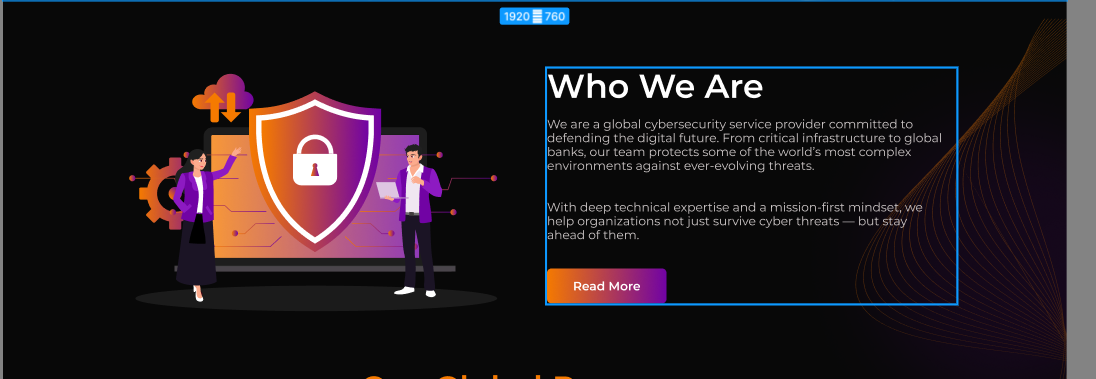 1920 760
Who We Are
We are a global cybersecurity service provider committed to
defending the digital future. From critical infrastructure to global
banks, our team protects some of the world’s most complex
environments against ever-evolving threats.
With deep technical expertise and a mission-first mindset, we
help organizations not just survive cyber threats — but stay
ahead of them.
Read More